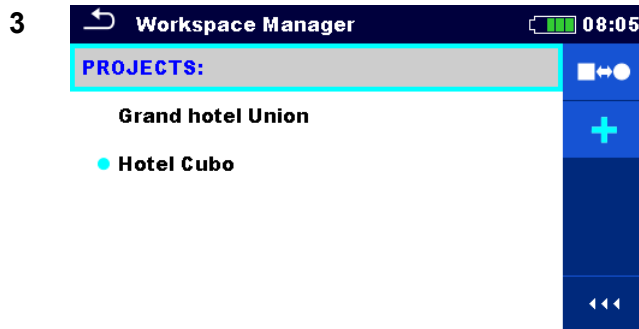 3
Workspace Manager 08:05
PROJECTS:
Grand hotel Union
Hotel Cubo